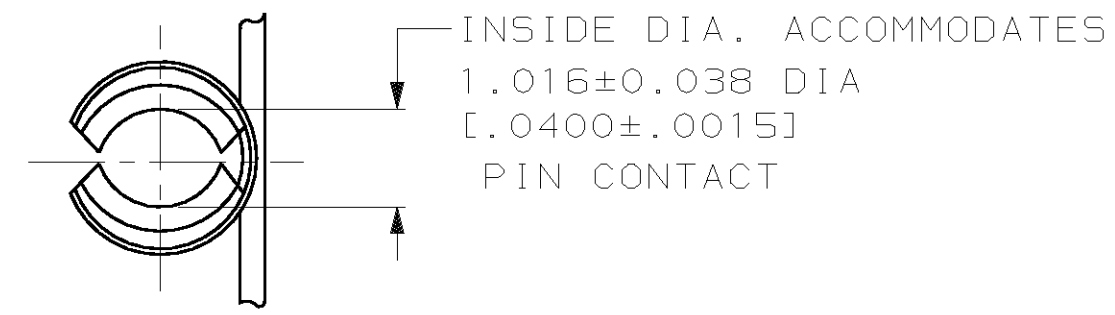 INSIDE DIA. ACCOMMODATES
1.016±0.038 DIA
[.0400±.0015]
PIN CONTACT